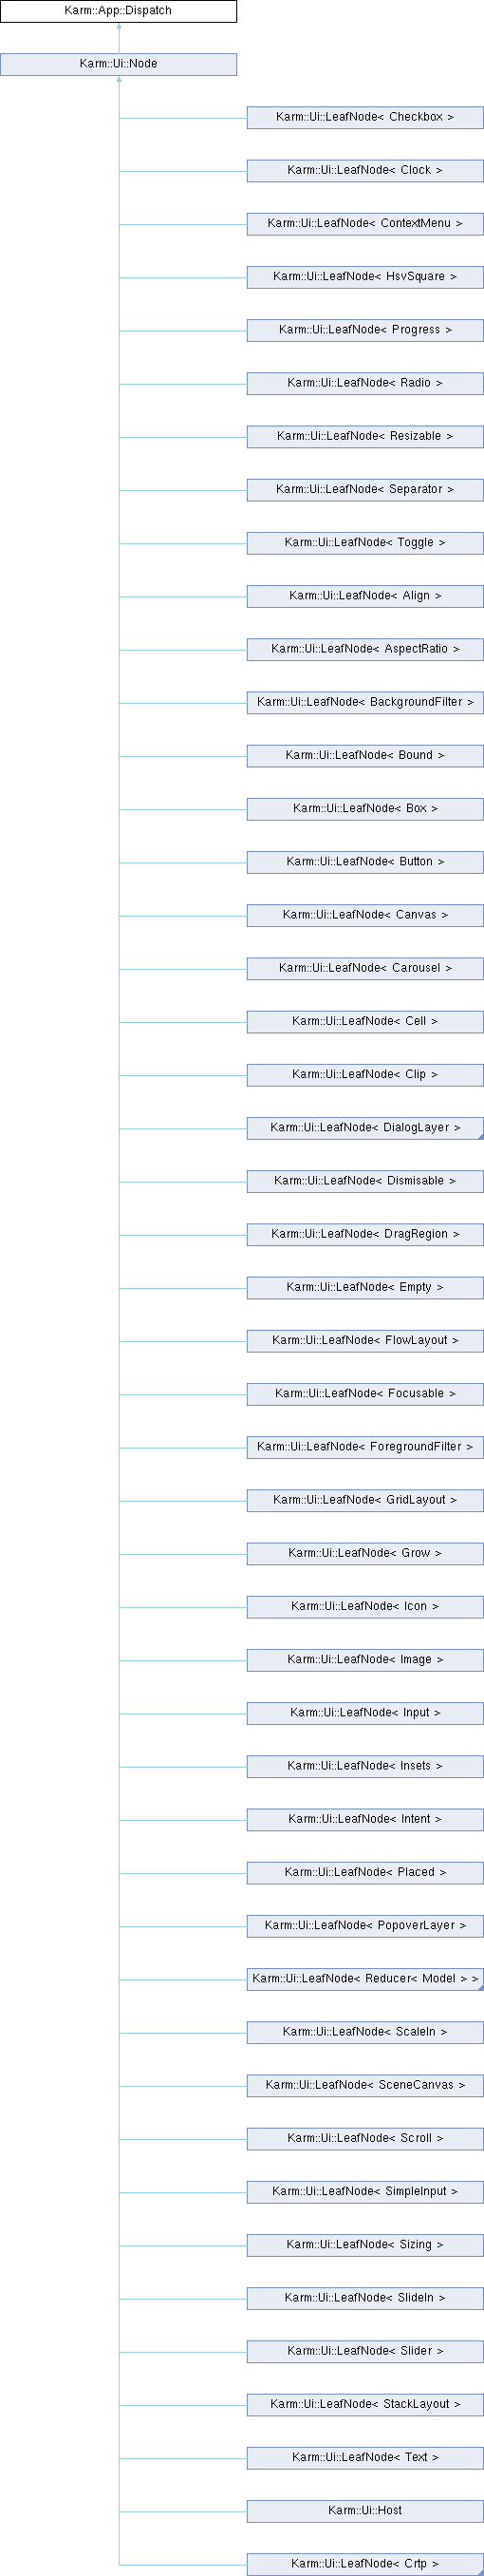 Karm::App::Dispatch
Karm::Ui::Node
Karm::Ui::LeafNode< Checkbox >
Karm::Ui::LeafNode< Clock >
Karm::Ui::LeafNode< ContextMenu >
Karm::Ui::LeafNode< HsvSquare >
Karm::Ui::LeafNode< Progress >
Karm::Ui::LeafNode< Radio >
Karm::Ui::LeafNode< Resizable >
Karm::Ui::LeafNode< Separator >
Karm::Ui::LeafNode< Toggle >
Karm::Ui::LeafNode< Align >
Karm::Ui::LeafNode< AspectRatio >
Karm::Ui::LeafNode< BackgroundFilter >
Karm::Ui::LeafNode< Bound >
Karm::Ui::LeafNode< Box >
Karm::Ui::LeafNode< Button >
Karm::Ui::LeafNode< Canvas >
Karm::Ui::LeafNode< Carousel >
Karm::Ui::LeafNode< Cell >
Karm::Ui::LeafNode< Clip >
Karm::Ui::LeafNode< DialogLayer >
Karm::Ui::LeafNode< Dismisable >
Karm::Ui::LeafNode< DragRegion >
Karm::Ui::LeafNode< Empty >
Karm::Ui::LeafNode< FlowLayout >
Karm::Ui::LeafNode< Focusable >
Karm::Ui::LeafNode< ForegroundFilter >
Karm::Ui::LeafNode< GridLayout >
Karm::Ui::LeafNode< Grow >
Karm::Ui::LeafNode< Icon >
Karm::Ui::LeafNode< Image >
Karm::Ui::LeafNode< Input >
Karm::Ui::LeafNode< Insets >
Karm::Ui::LeafNode< Intent >
Karm::Ui::LeafNode< Placed >
Karm::Ui::LeafNode< PopoverLayer >
Karm::Ui::LeafNode< Reducer< Model > >
Karm::Ui::LeafNode< ScaleIn >
Karm::Ui::LeafNode< SceneCanvas >
Karm::Ui::LeafNode< Scroll >
Karm::Ui::LeafNode< SimpleInput >
Karm::Ui::LeafNode< Sizing >
Karm::Ui::LeafNode< SlideIn >
Karm::Ui::LeafNode< Slider >
Karm::Ui::LeafNode< StackLayout >
Karm::Ui::LeafNode< Text >
Karm::Ui::Host
Karm::Ui::LeafNode< Crtp >